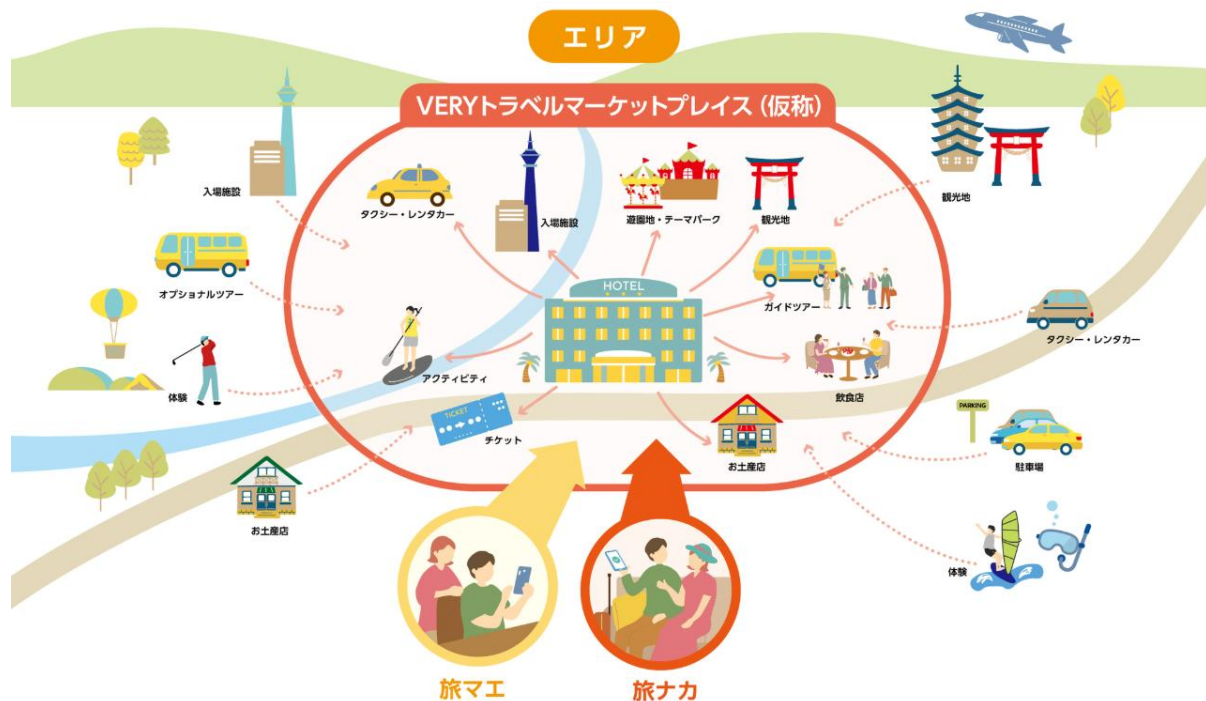 エリア
VERYトラベルマーケットプレイス（仮称）
入場施設
タクシー・レンタカー
入場施設
遊園地・テーマパーク
観光地
観光地
オプショナルツアー
HOTEL
ガイドツアー
タクシー・レンタカー
体験
アクティビティ
飲食店
TICKET
チケット
お土産店
PARKING
駐車場
お土産店
体験
旅マエ
旅ナカ